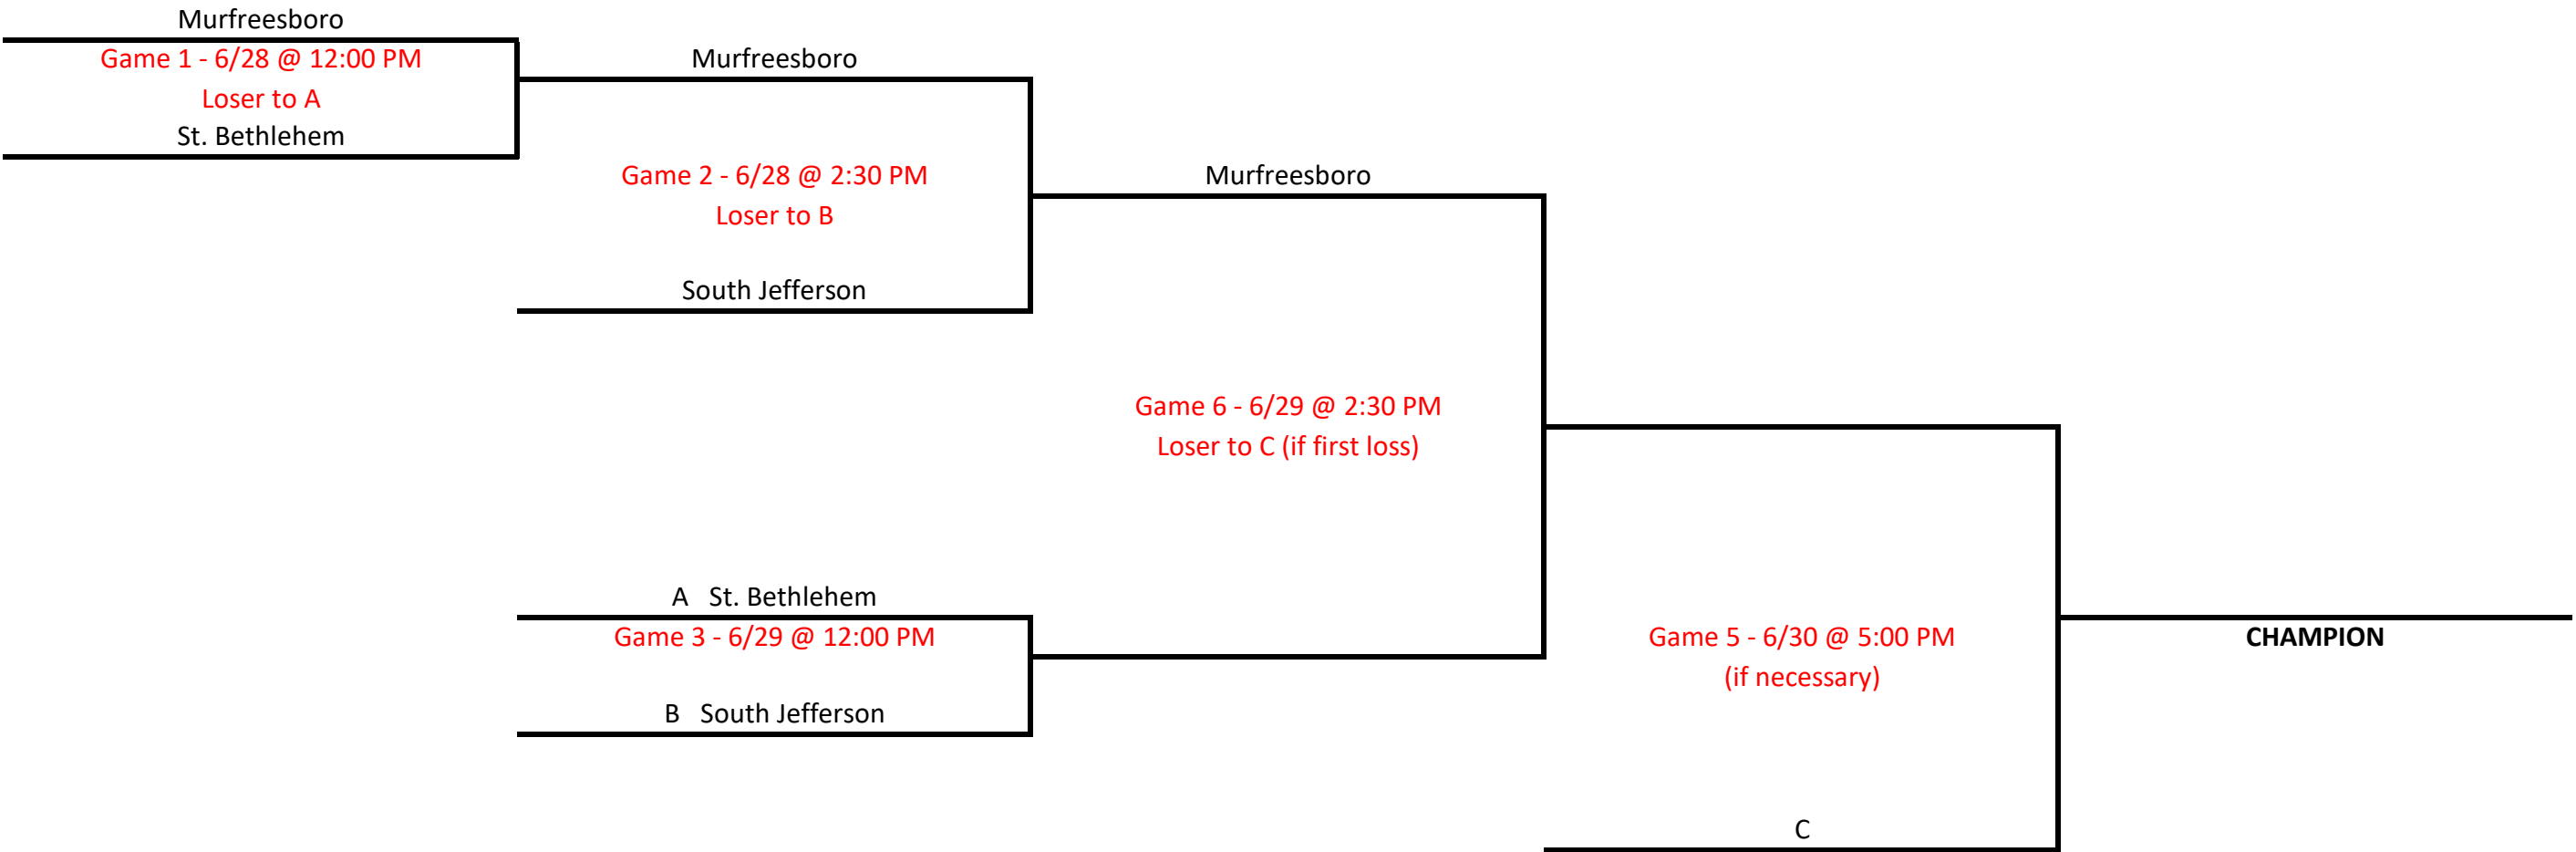 Murfreesboro
Game 1 - 6/28 @ 12:00 PM
Loser to A
St. Bethlehem
Murfreesboro
Game 2 - 6/28 @ 2:30 PM
Loser to B
South Jefferson
Murfreesboro
Game 6 - 6/29 @ 2:30 PM
Loser to C (if first loss)
A St. Bethlehem
Game 3 - 6/29 @ 12:00 PM
B South Jefferson
Game 5 - 6/30 @ 5:00 PM
(if necessary)
C
CHAMPION